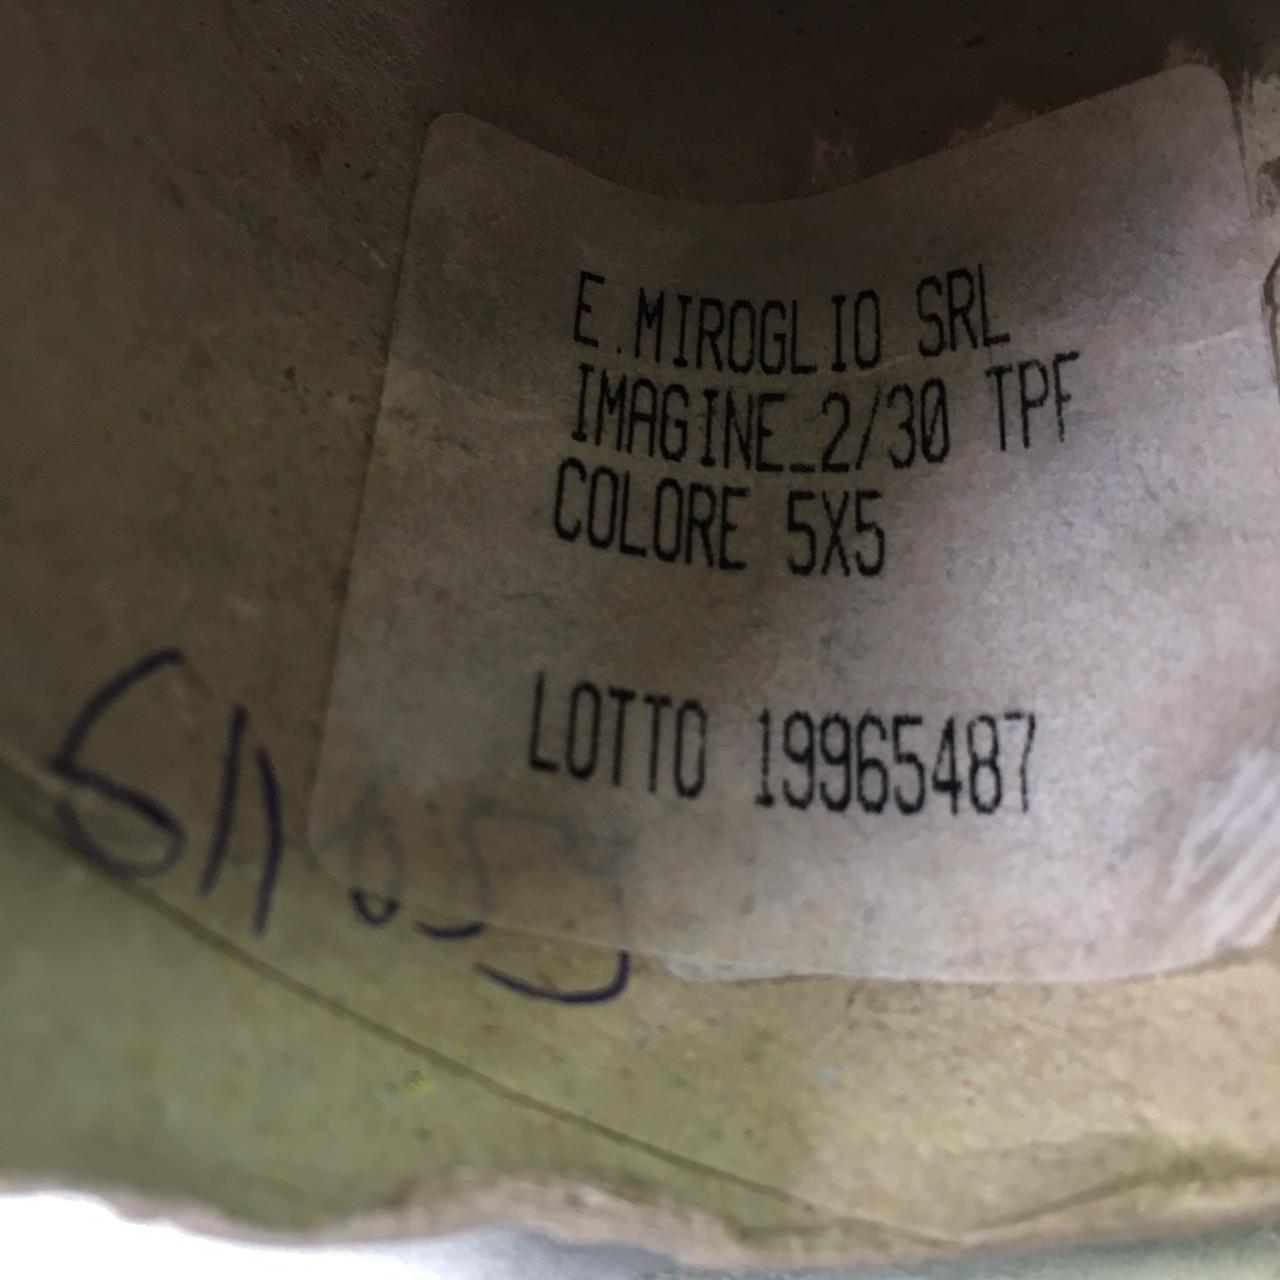 E.MIROGLIO SRL
IMAGINE_2/30 TPF
COLORE 5X5
LOTTO 19965487